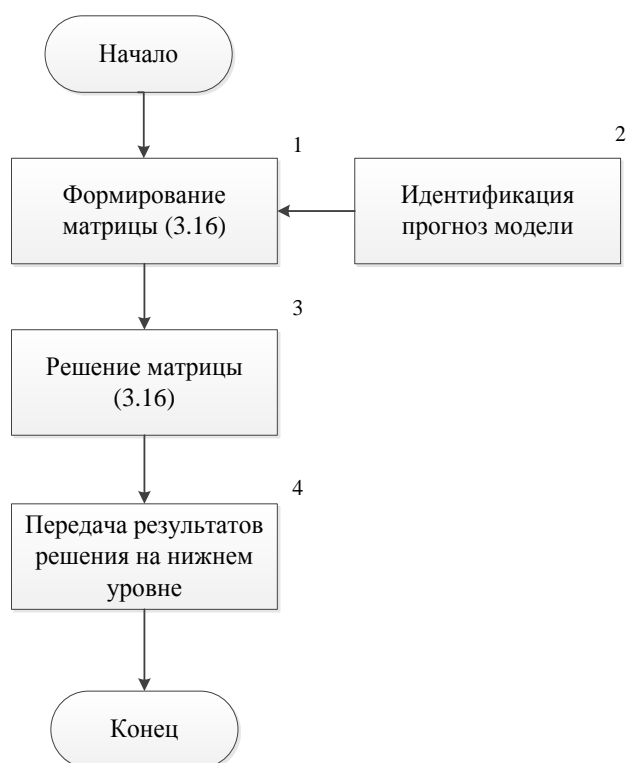 Начало
1
Формирование
матрицы (3.16)
2
Идентификация
прогноз модели
3
Решение матрицы
(3.16)
4
Передача результатов
решения на нижнем
уровне
Конец